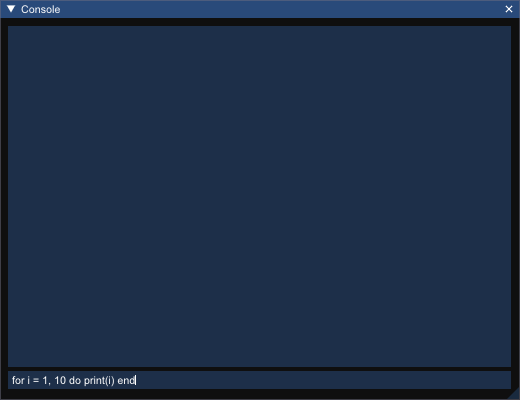 Console
for i = 1, 10 do print(i) end